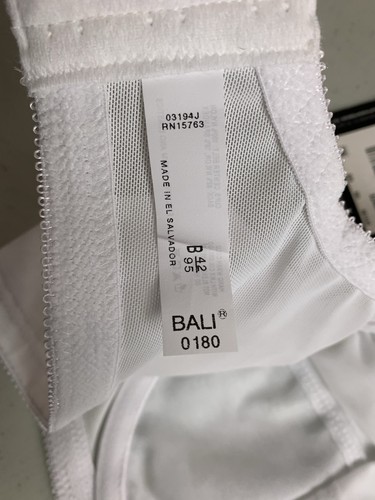 03194J
RN15763
MADE IN EL SALVADOR
B 42
95
BALI®
0180